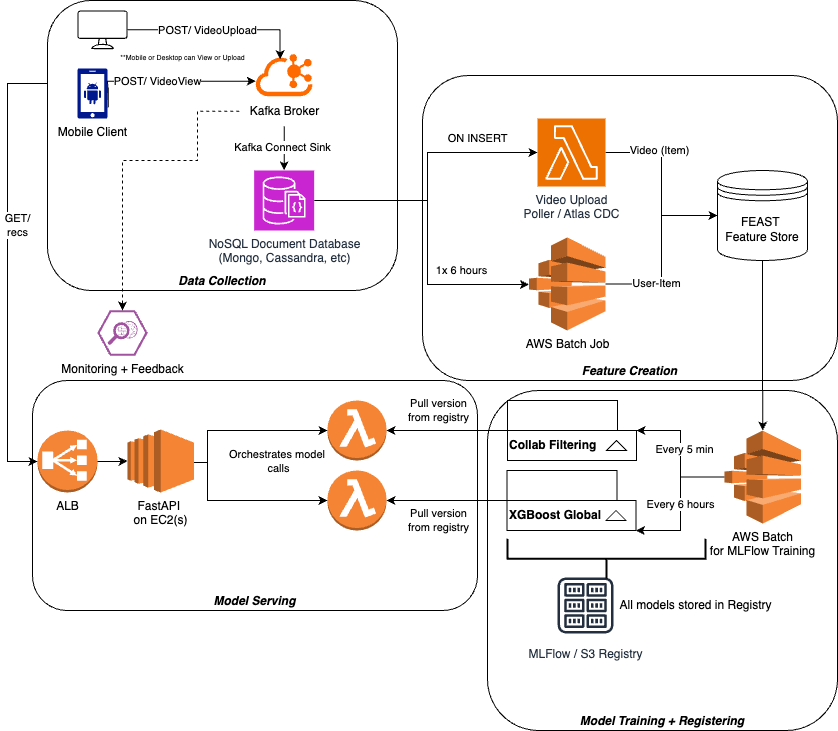 POST/ VideoUpload
**Mobile or Desktop can View or Upload
POST/ VideoView
Mobile Client
Kafka Broker
Kafka Connect Sink
NoSQL Document Database
(Mongo, Cassandra, etc)
Data Collection
GET/
recs
Monitoring + Feedback
ON INSERT
Video Upload
Poller / Atlas CDC
Video (Item)
1x 6 hours
User-Item
AWS Batch Job
FEAST
Feature Store
Feature Creation
ALB
FastAPI
on EC2(s)
Orchestrates model
calls
Pull version
from registry
Pull version
from registry
Model Serving
Collab Filtering
XGBoost Global
Every 5 min
Every 6 hours
AWS Batch
for MLFlow Training
All models stored in Registry
MLFlow / S3 Registry
Model Training + Registering